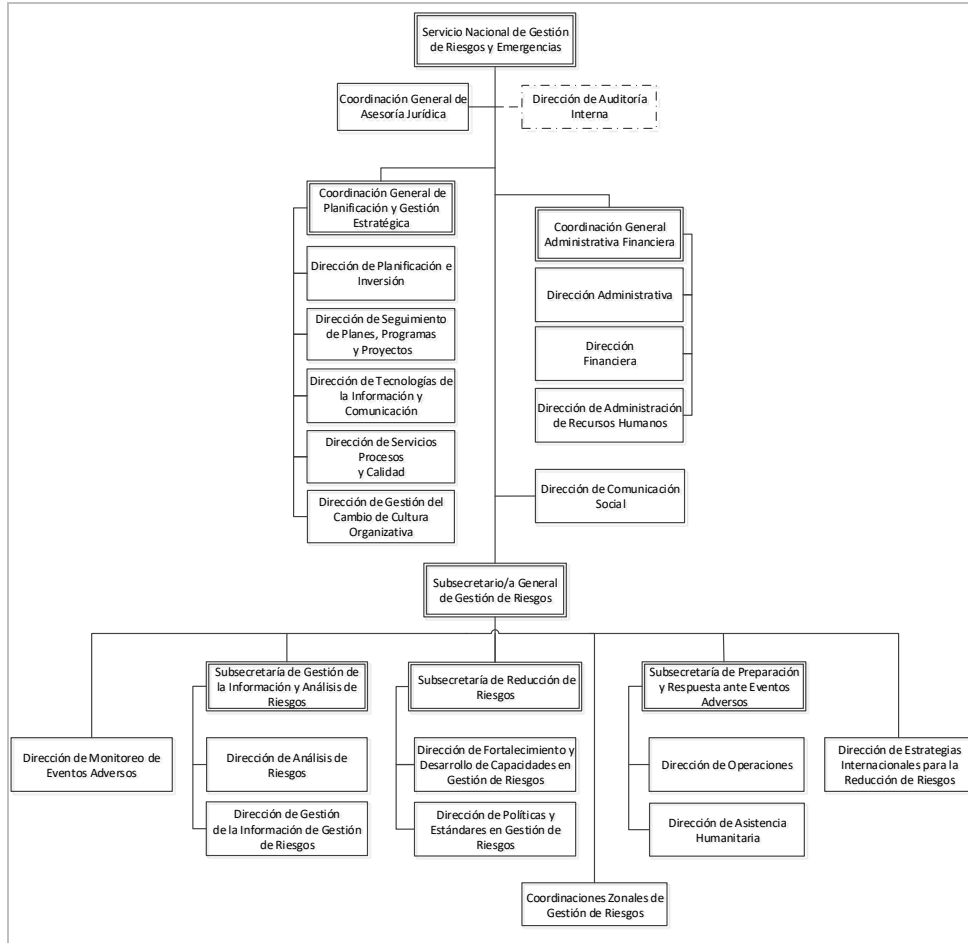 Servicio Nacional de Gestión
de Riesgos y Emergencias
Coordinación General de
Asesoría Jurídica
Dirección de Auditoría
Interna
Coordinación General de
Planificación y Gestión
Estratégica
Dirección de Planificación e
Inversión
Dirección de Seguimiento
de Planes, Programas
y Proyectos
Dirección de Tecnologías de
la Información y
Comunicación
Dirección de Servicios
Procesos
y Calidad
Dirección de Gestión del
Cambio de Cultura
Organizativa
Coordinación General
Administrativa Financiera
Dirección Administrativa
Dirección
Financiera
Dirección de Administración
de Recursos Humanos
Dirección de Comunicación
Social
Subsecretario/a General
de Gestión de Riesgos
Dirección de Monitoreo de
Eventos Adversos
Subsecretaría de Gestión de
la Información y Análisis de
Riesgos
Dirección de Análisis de
Riesgos
Dirección de Gestión
de la Información de Gestión
de Riesgos
Subsecretaría de Reducción de
Riesgos
Dirección de Fortalecimiento y
Desarrollo de Capacidades en
Gestión de Riesgos
Dirección de Políticas y
Estándares en Gestión de
Riesgos
Subsecretaría de Preparación
y Respuesta ante Eventos
Adversos
Dirección de Operaciones
Dirección de Asistencia
Humanitaria
Dirección de Estrategias
Internacionales para la
Reducción de Riesgos
Coordinaciones Zonales de
Gestión de Riesgos